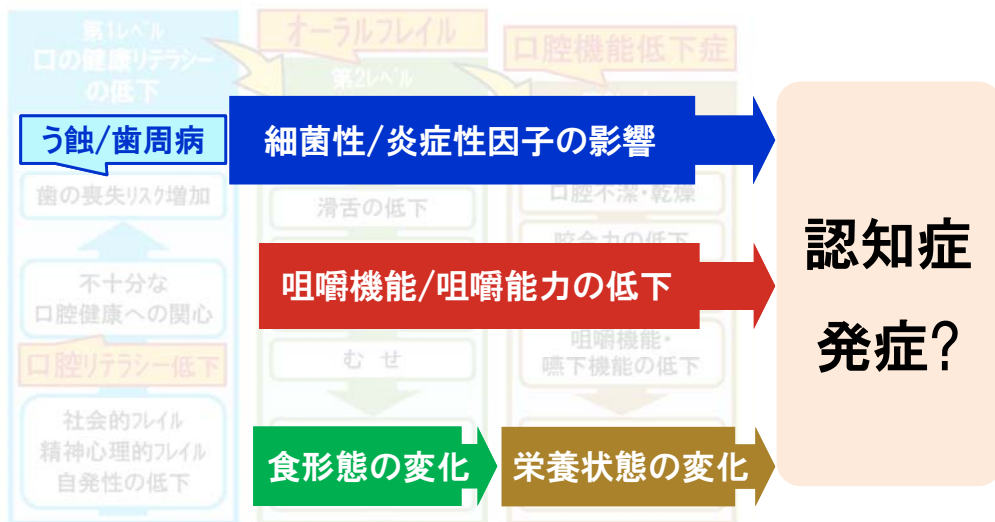 第1レベル
口の健康リテラシー
の低下
う蝕/歯周病
歯の喪失リスク増加
不十分な
口腔健康への関心
口腔リテラシー低下
社会的フレイル
精神心理的フレイル
自発性の低下
オーラルフレイル
第2レベル
細菌性/炎症性因子の影響
滑舌の低下
咀嚼機能/咀嚼能力の低下
むせ
食形態の変化
口腔機能低下症
口腔不潔・乾燥
咬合力の低下
咀嚼機能・
嚥下機能の低下
栄養状態の変化
認知症
発症?